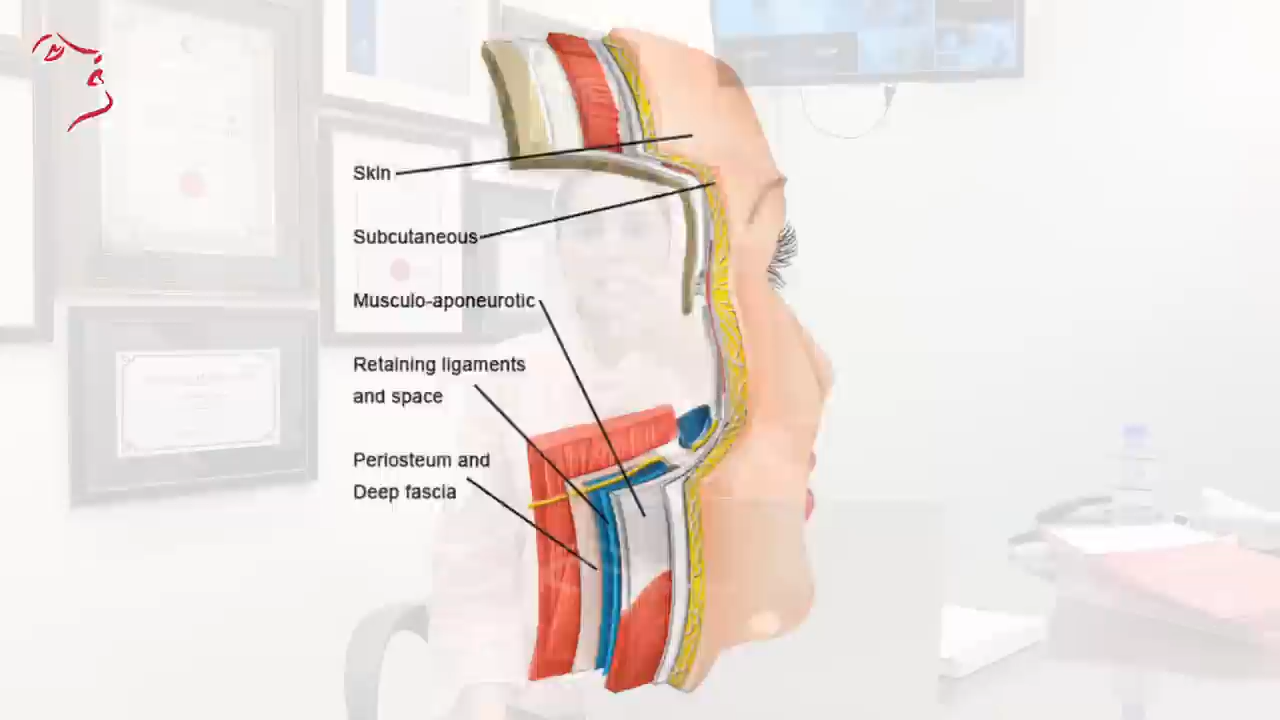 Skin
Subcutaneous
Musculo-aponeurotic
Retaining ligaments
and space
Periosteum and
Deep fascia